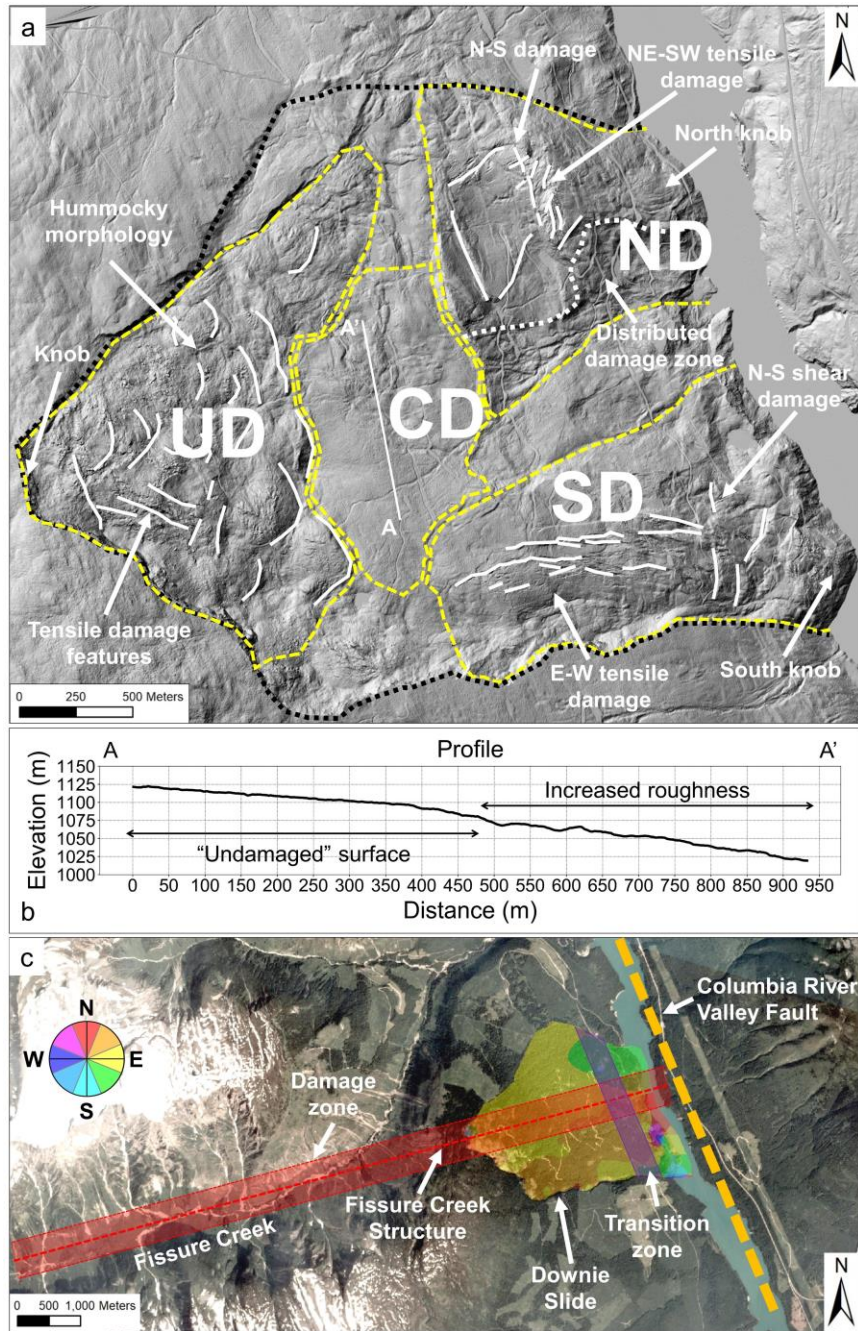 a
N
N-S damage
NE-SW tensile
damage
North knob
Hummocky
morphology
ND
Distributed
damage zone
Knob
A'
N-S shear
damage
UD
CD
SD
A
Tensile damage
features
E-W tensile
damage
South knob
0 250 500 Meters
A Profile A'
Elevation (m)
1150
1125
1100
1075
1050
1025
1000
Increased roughness
"Undamaged" surface
0 50 100 150 200 250 300 350 400 450 500 550 600 650 700 750 800 850 900 950
Distance (m)
b
c
N
W E
S
Columbia River
Valley Fault
Damage
zone
Fissure Creek
Structure
Fissure Creek
Transition
zone
Downie
Slide
N
0 500 1,000 Meters